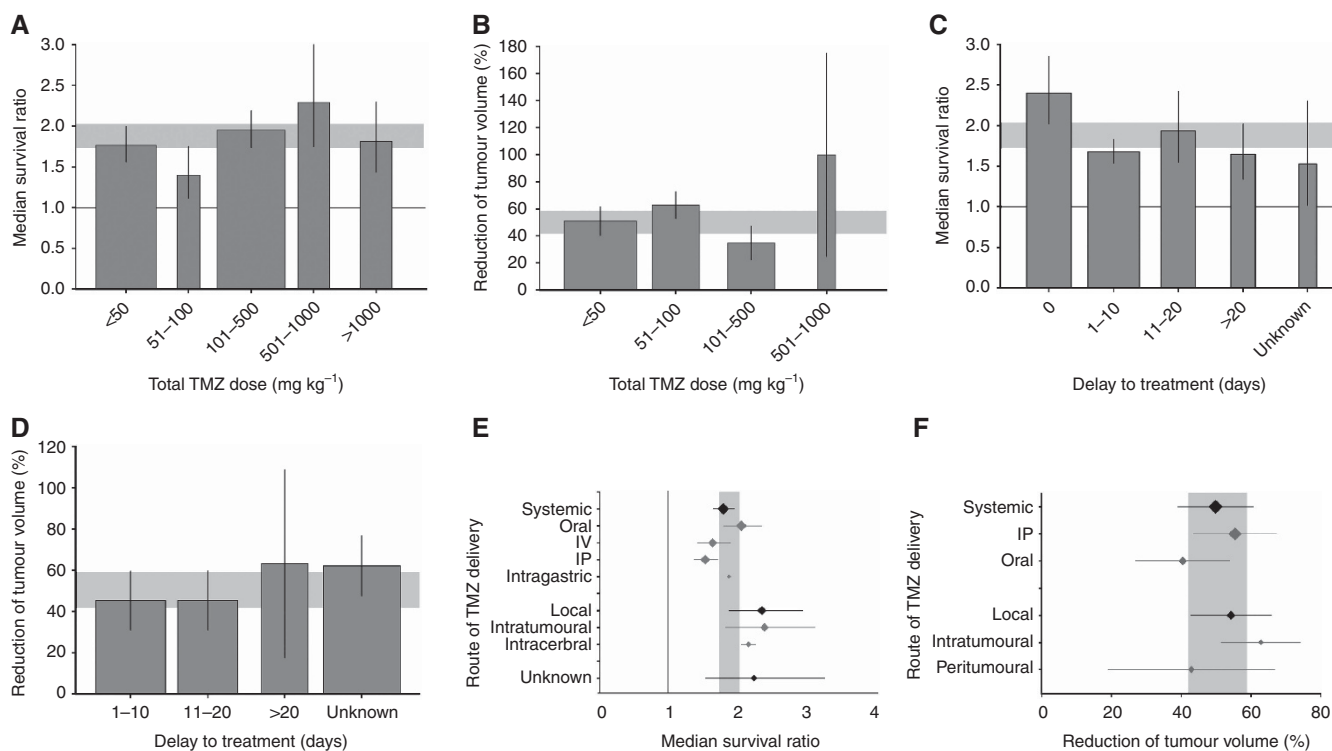 A
Median survival ratio
3.0
2.5
2.0
1.5
1.0
0.5
0.0
<50
51–100
101–500
501–1000
>1000
Total TMZ dose (mg kg⁻¹)
B
Reduction of tumour volume (%)
180
160
140
120
100
80
60
40
20
0
<50
51–100
101–500
501–1000
Total TMZ dose (mg kg⁻¹)
C
Median survival ratio
3.0
2.5
2.0
1.5
1.0
0.5
0.0
0
1–10
11–20
>20
Unknown
Delay to treatment (days)
D
Reduction of tumour volume (%)
120
100
80
60
40
20
0
1–10
11–20
>20
Unknown
Delay to treatment (days)
E
Route of TMZ delivery
Systemic
Oral
IV
IP
Intragastric
Local
Intratumoural
Intracerbral
Unknown
0
1
2
3
4
Median survival ratio
F
Route of TMZ delivery
Systemic
IP
Oral
Local
Intratumoural
Peritumoural
0
20
40
60
80
Reduction of tumour volume (%)